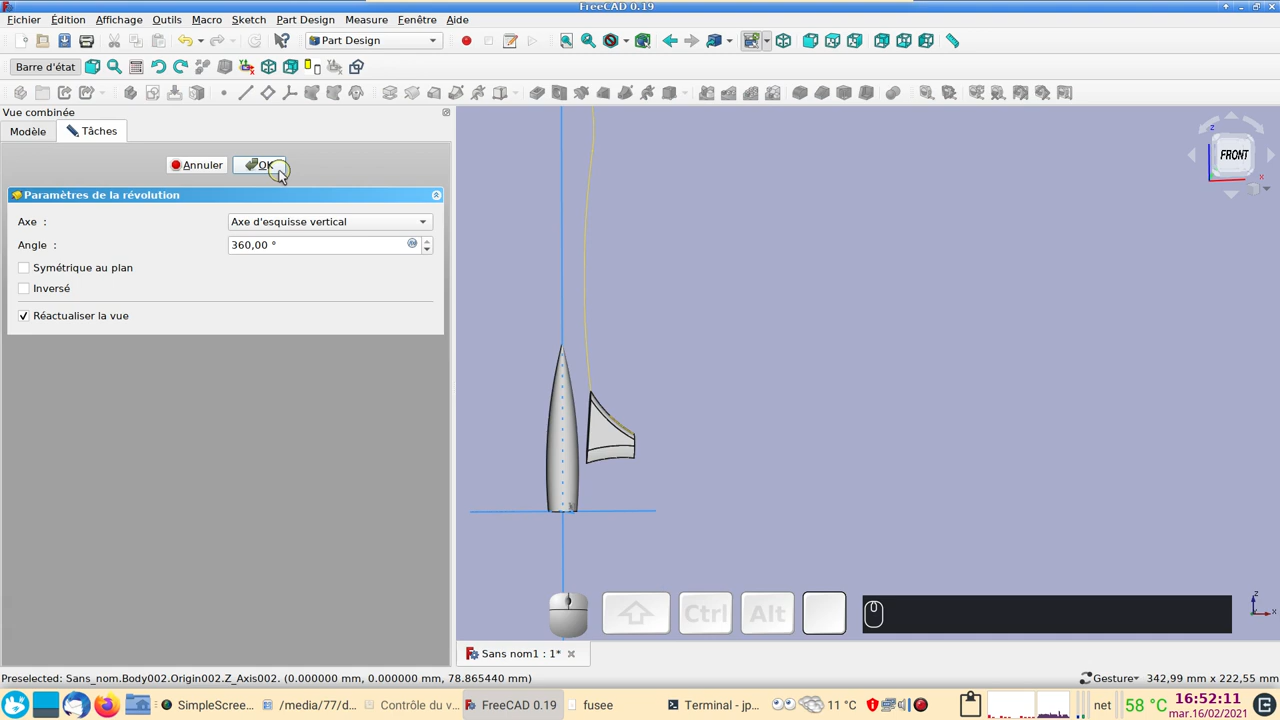 FreeCAD 0.19
Fichier Édition Affichage Outils Macro Sketch Part Design Measure Fenêtre Aide
Part Design
Barre d'état
Vue combinée
Modèle Tâches
Annuler OK
Paramètres de la révolution
Axe : Axe d'esquisse vertical
Angle : 360,00 °
Symétrique au plan
Inversé
Réactualiser la vue
Z
FRONT
X
Ctrl Alt
Z
X
Sans nom1 : 1*
Preselected: Sans_nom.Body002.Origin002.Z_Axis002. (0.000000 mm, 0.000000 mm, 78.865440 mm) Gesture 342,99 mm x 222,55 mm
SimpleScree... /media/77/d... Contrôle du v... FreeCAD 0.19 fusee Terminal - jp... 11 °C net 58 °C 16:52:11
mar.16/02/2021